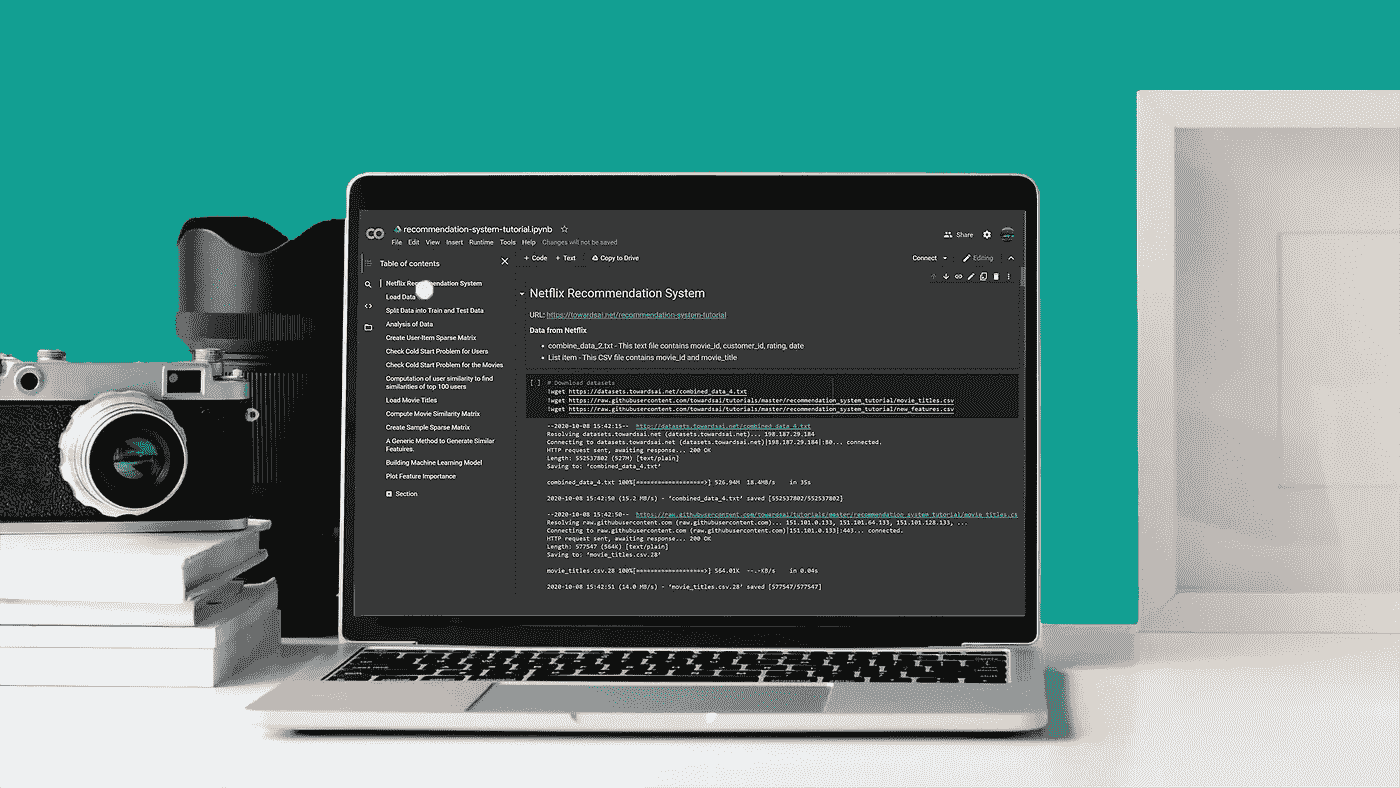 recommendation-system-tutorial.ipynb
File Edit View Insert Runtime Tools Help Changes will not be saved
Share
Table of contents
+ Code + Text Copy to Drive
Connect Editing
Netflix Recommendation System
Load Data
Split Data into Train and Test Data
Analysis of Data
Create User-Item Sparse Matrix
Check Cold Start Problem for Users
Check Cold Start Problem for the Movies
Computation of user similarity to find
similarities of top 100 users
Load Movie Titles
Compute Movie Similarity Matrix
Create Sample Sparse Matrix
A Generic Method to Generate Similar
Features.
Building Machine Learning Model
Plot Feature Importance
Section
Netflix Recommendation System
URL: https://towardsai.net/recommendation-system-tutorial
Data from Netflix
combine_data_2.txt - This text file contains movie_id, customer_id, rating, date
List item - This CSV file contains movie_id and movie_title
[ ] # Download datasets
!wget https://datasets.towardsai.net/combined_data_4.txt
!wget https://raw.githubusercontent.com/towardsai/tutorials/master/recommendation_system_tutorial/movie_titles.csv
!wget https://raw.githubusercontent.com/towardsai/tutorials/master/recommendation_system_tutorial/new_features.csv
--2020-10-08 15:42:15-- http://datasets.towardsai.net/combined_data_4.txt
Resolving datasets.towardsai.net (datasets.towardsai.net)... 198.187.29.184
Connecting to datasets.towardsai.net (datasets.towardsai.net)|198.187.29.184|:80... connected.
HTTP request sent, awaiting response... 200 OK
Length: 552537802 (527M) [text/plain]
Saving to: ‘combined_data_4.txt’
combined_data_4.txt 100%[===================>] 526.94M 18.4MB/s in 35s
2020-10-08 15:42:50 (15.2 MB/s) - ‘combined_data_4.txt’ saved [552537802/552537802]
--2020-10-08 15:42:50-- https://raw.githubusercontent.com/towardsai/tutorials/master/recommendation_system_tutorial/movie_titles.cs
Resolving raw.githubusercontent.com (raw.githubusercontent.com)... 151.101.0.133, 151.101.64.133, 151.101.128.133, ...
Connecting to raw.githubusercontent.com (raw.githubusercontent.com)|151.101.0.133|:443... connected.
HTTP request sent, awaiting response... 200 OK
Length: 577547 (564K) [text/plain]
Saving to: ‘movie_titles.csv.28’
movie_titles.csv.28 100%[===================>] 564.01K --.-KB/s in 0.04s
2020-10-08 15:42:51 (14.0 MB/s) - ‘movie_titles.csv.28’ saved [577547/577547]